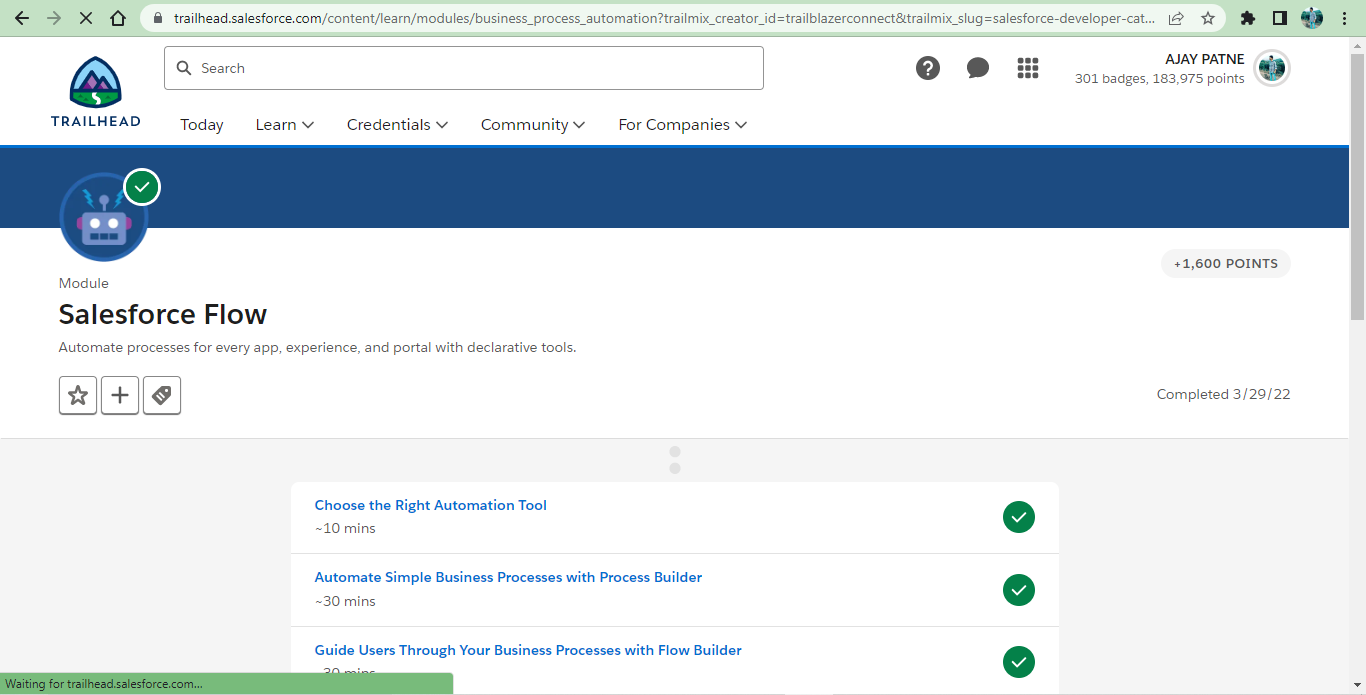 trailhead.salesforce.com/content/learn/modules/business_process_automation?trailmix_creator_id=trailblazerconnect&trailmix_slug=salesforce-developer-cat...
TRAILHEAD
Search
AJAY PATNE
301 badges, 183,975 points
Today Learn Credentials Community For Companies
+1,600 POINTS
Module
Salesforce Flow
Automate processes for every app, experience, and portal with declarative tools.
Completed 3/29/22
Choose the Right Automation Tool
~10 mins
Automate Simple Business Processes with Process Builder
~30 mins
Guide Users Through Your Business Processes with Flow Builder
~30 mins
Waiting for trailhead.salesforce.com...